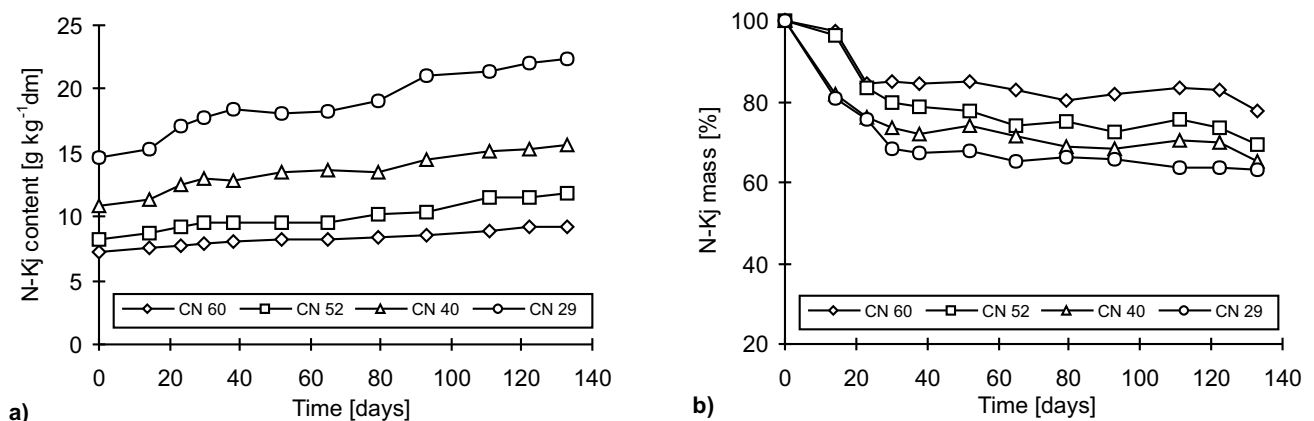 25
20
15
10
5
0
N-Kj content [g kg-1dm]
CN 60 CN 52 CN 40 CN 29
0 20 40 60 80 100 120 140
Time [days]
a)
100
80
60
40
20
N-Kj mass [%]
CN 60 CN 52 CN 40 CN 29
0 20 40 60 80 100 120 140
Time [days]
b)